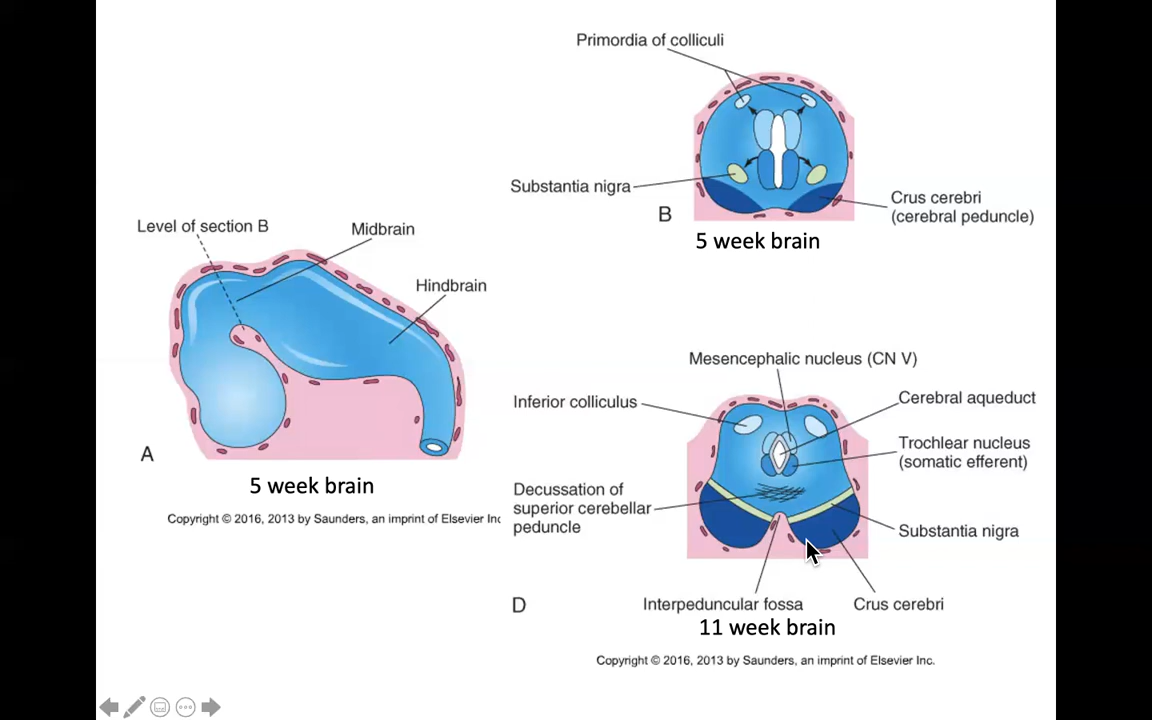 Primordia of colliculi
Substantia nigra
Crus cerebri
(cerebral peduncle)
B
5 week brain
Level of section B
Midbrain
Hindbrain
A
5 week brain
Copyright © 2016, 2013 by Saunders, an imprint of Elsevier Inc
Mesencephalic nucleus (CN V)
Inferior colliculus
Cerebral aqueduct
Trochlear nucleus
(somatic efferent)
Decussation of
superior cerebellar
peduncle
Substantia nigra
D
Interpeduncular fossa
Crus cerebri
11 week brain
Copyright © 2016, 2013 by Saunders, an imprint of Elsevier Inc.